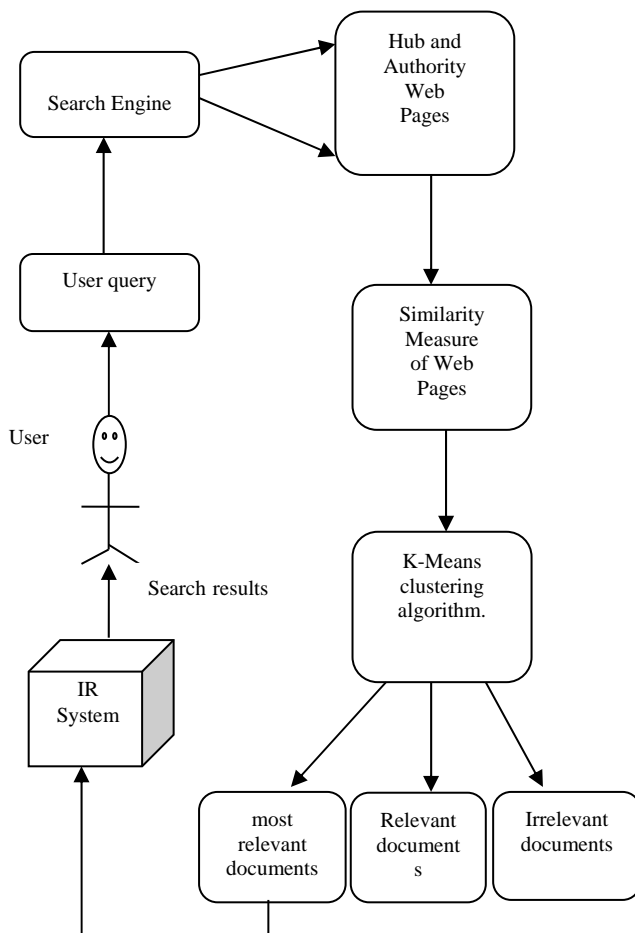 Hub and
Authority
Web
Pages
Search Engine
User query
Similarity
Measure
of Web
Pages
User
K-Means
clustering
algorithm.
Search results
IR
System
most
relevant
documents
Relevant
document
s
Irrelevant
documents